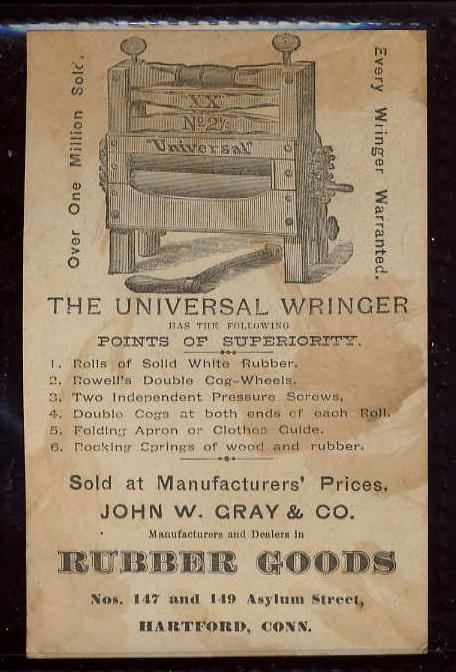 Over One Million Sold.
Every Wringer Warranted.
XX
No 2½
"Universal"
THE UNIVERSAL WRINGER
HAS THE FOLLOWING
POINTS OF SUPERIORITY.
1. Rolls of Solid White Rubber.
2. Rowell's Double Cog-Wheels.
3. Two Independent Pressure Screws.
4. Double Cogs at both ends of each Roll.
5. Folding Apron or Clothes Guide.
6. Rocking Springs of wood and rubber.
Sold at Manufacturers' Prices.
JOHN W. GRAY & CO.
Manufacturers and Dealers in
RUBBER GOODS
Nos. 147 and 149 Asylum Street,
HARTFORD, CONN.